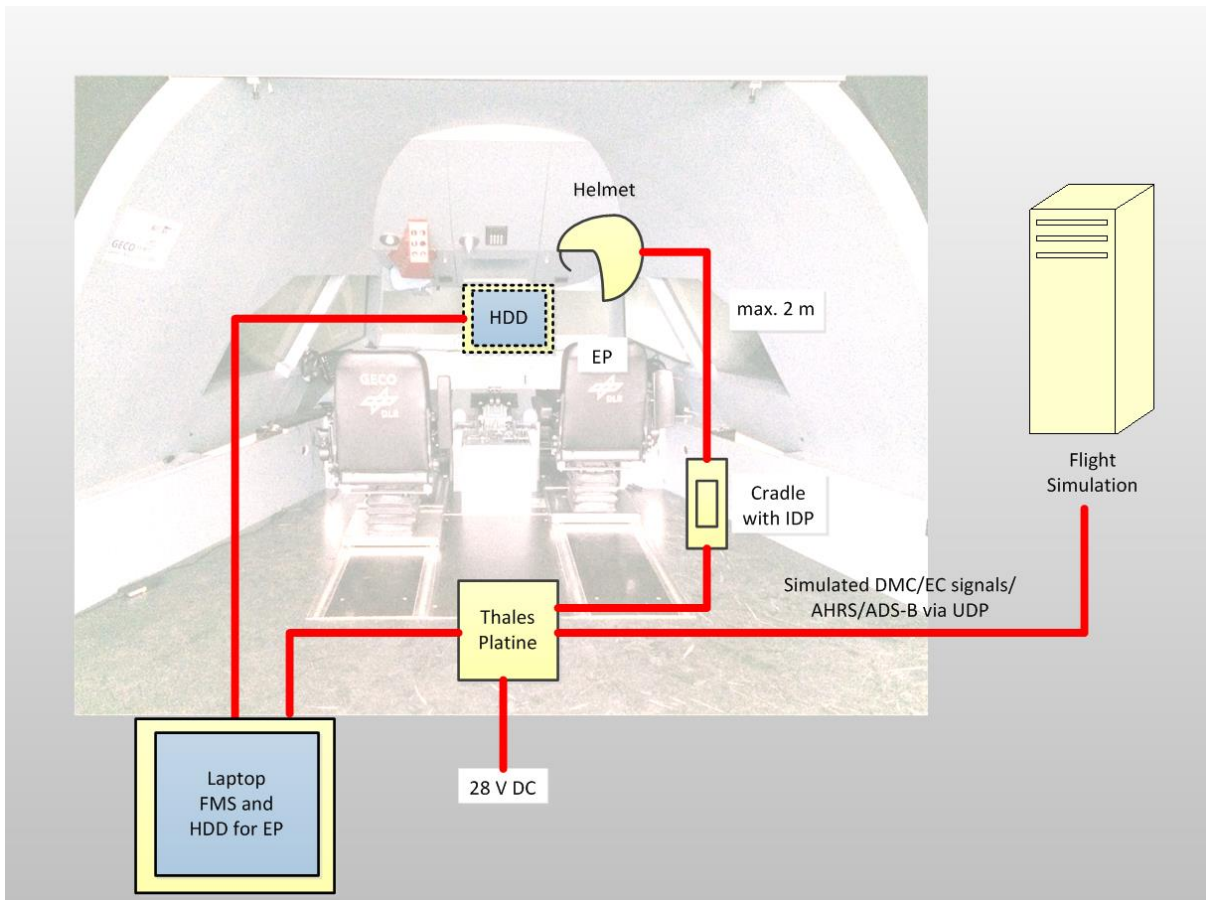 Helmet
GECO
HDD
max. 2 m
EP
GECO
DLR
DLR
Flight
Simulation
Cradle
with IDP
Simulated DMC/EC signals/
AHRS/ADS-B via UDP
Thales
Platine
28 V DC
Laptop
FMS and
HDD for EP